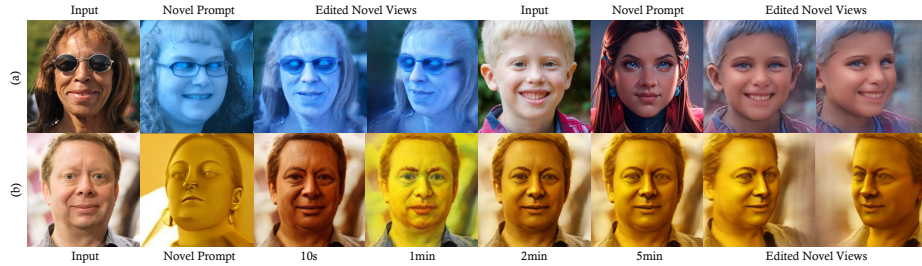 Input Novel Prompt Edited Novel Views Input Novel Prompt Edited Novel Views
(a)
(b)
Input Novel Prompt 10s 1min 2min 5min Edited Novel Views